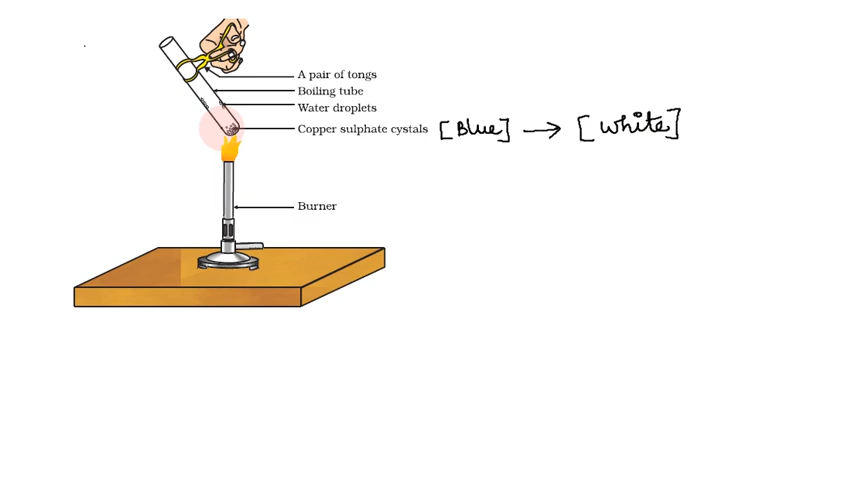 A pair of tongs
Boiling tube
Water droplets
Copper sulphate cystals [Blue] → [white]
Burner